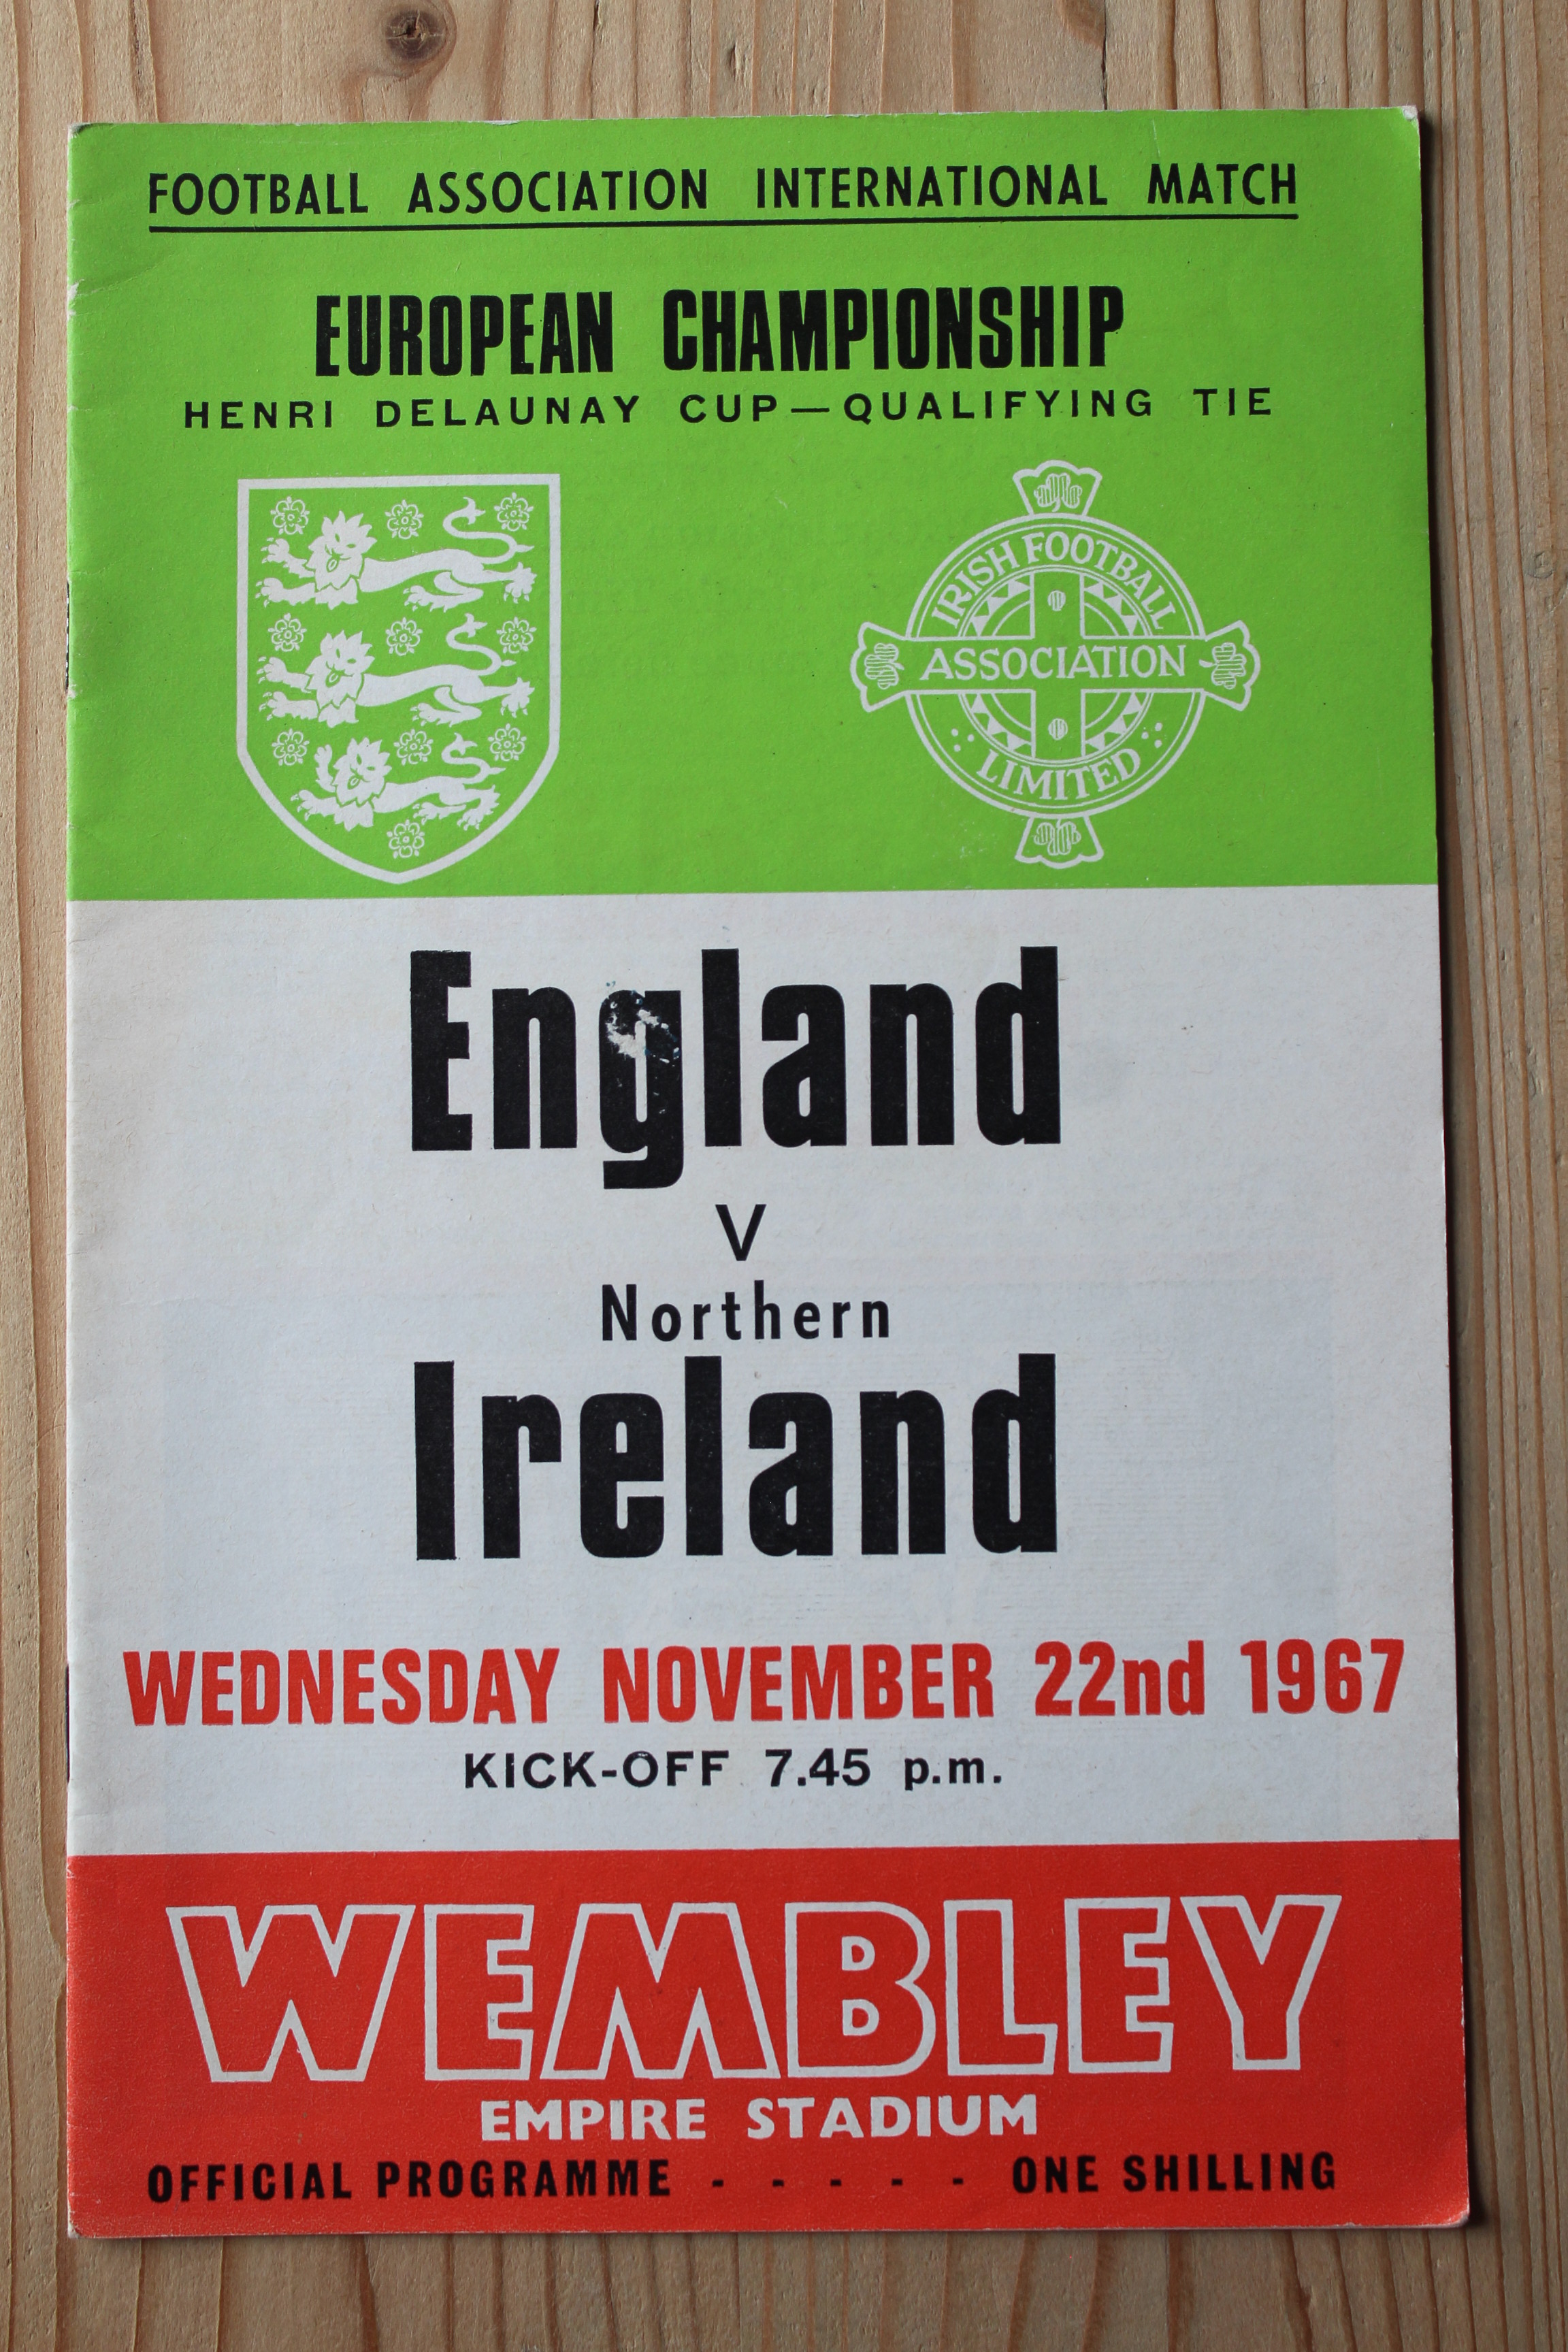 FOOTBALL ASSOCIATION INTERNATIONAL MATCH
EUROPEAN CHAMPIONSHIP
HENRI DELAUNAY CUP—QUALIFYING TIE
IRISH FOOTBALL
ASSOCIATION
LIMITED
England
V
Northern
Ireland
WEDNESDAY NOVEMBER 22nd 1967
KICK-OFF 7.45 p.m.
WEMBLEY
EMPIRE STADIUM
OFFICIAL PROGRAMME - - - - - ONE SHILLING